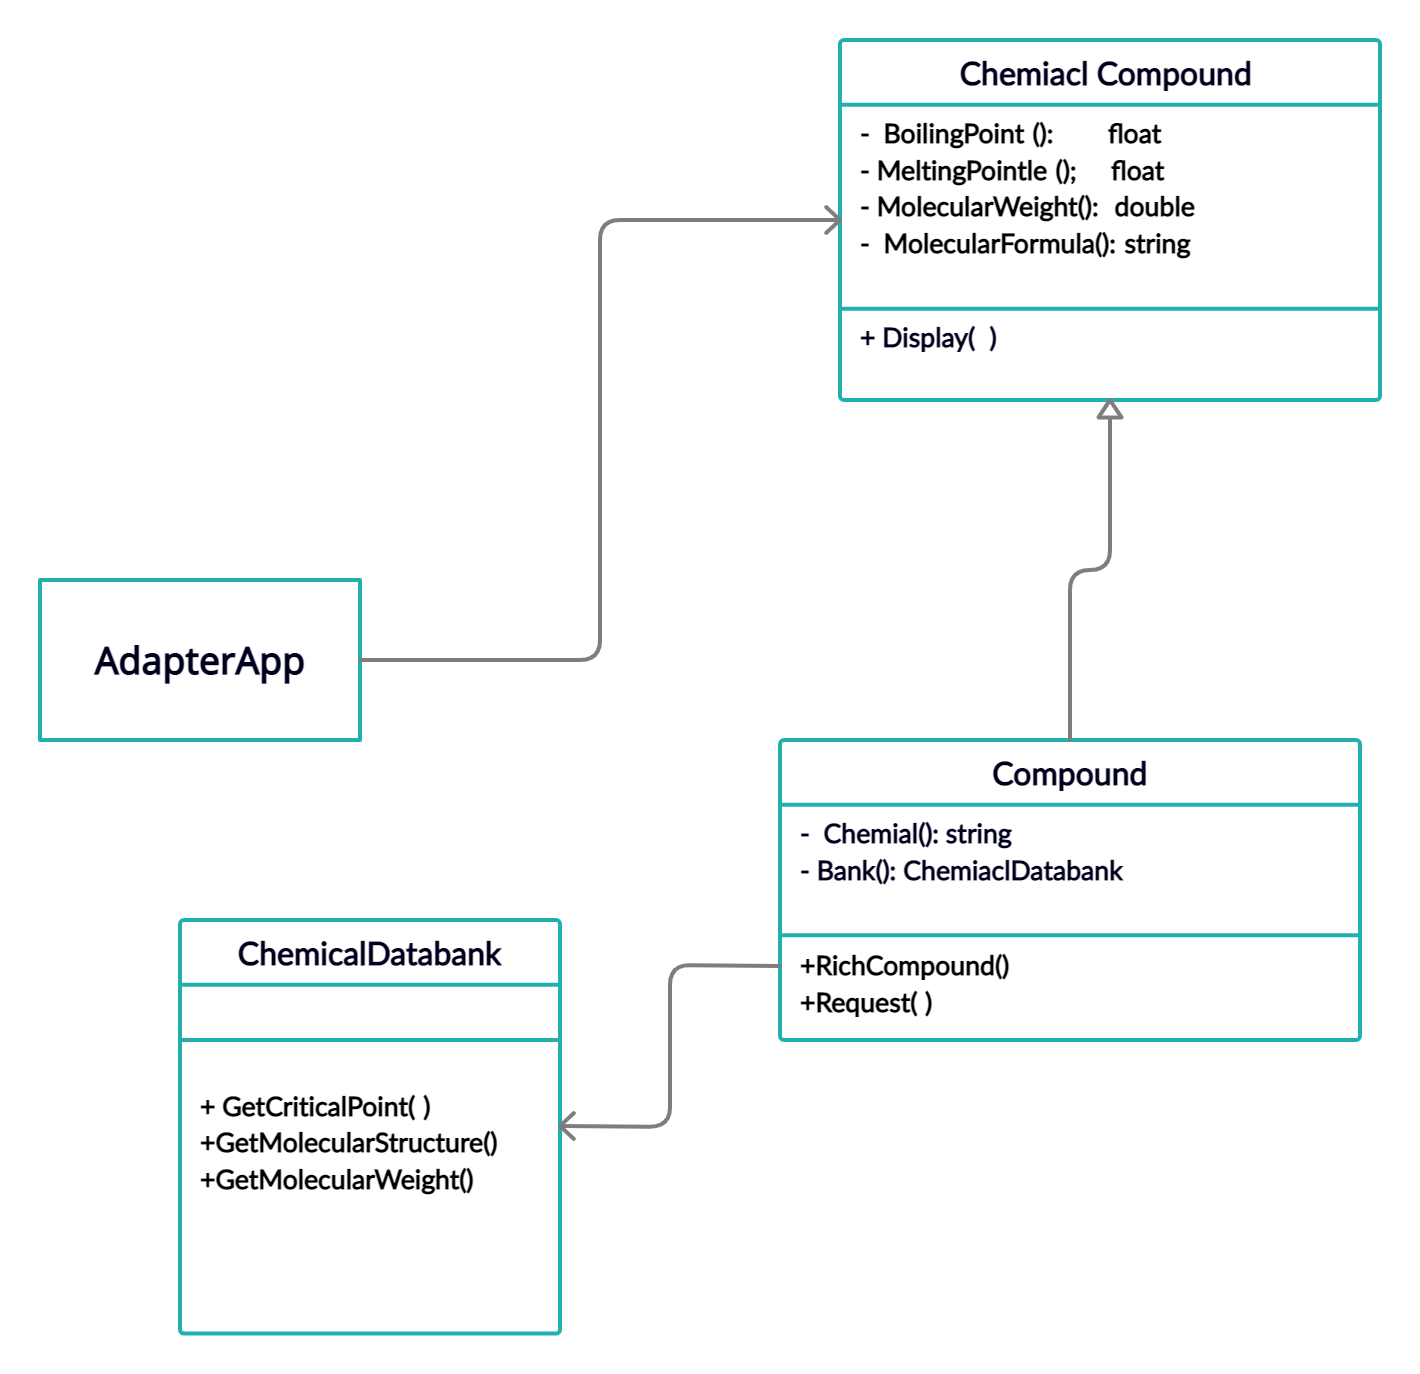 Chemiacl Compound
- BoilingPoint (): float
- MeltingPointle (); float
- MolecularWeight(): double
- MolecularFormula(): string
+ Display( )
AdapterApp
Compound
- Chemial(): string
- Bank(): ChemiaclDatabank
+RichCompound()
+Request( )
ChemicalDatabank
+ GetCriticalPoint( )
+GetMolecularStructure()
+GetMolecularWeight()